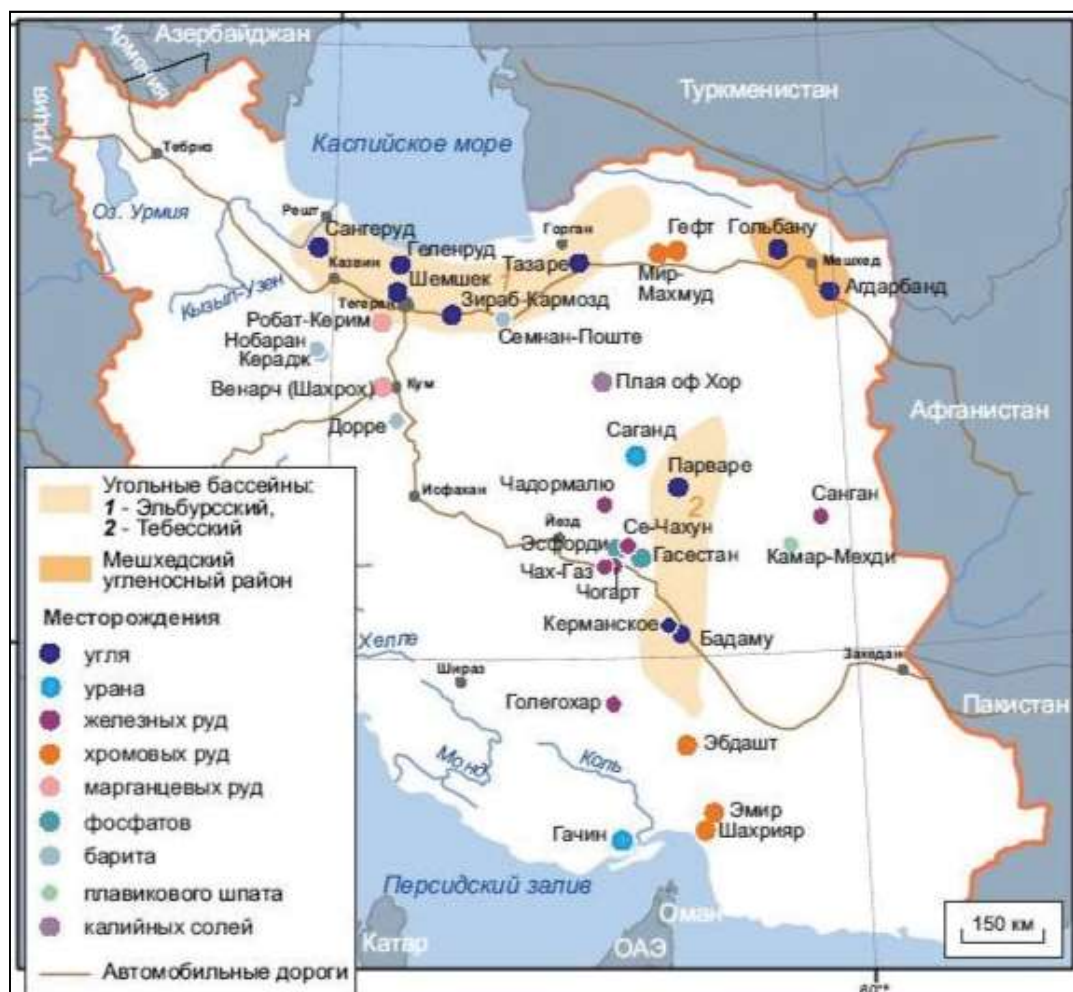 Азербайджан
Армения
Турция
Туркменистан
Каспийское море
Тебриз
Оз. Урмия
Решт
Сангеруд
Казвин
Геленруд
Шемшек
Горган
Тазаре
Гефт
Мир-
Махмуд
Гольбану
Мешхед
Агдарбанд
Кызыл-Узен
Тегеран
1
Зираб-Кармозд
Семнан-Поште
Робат-Керим
Нобаран
Керадж
Венарч (Шахрох)
Кум
Плая оф Хор
Дорре
Афганистан
Саганд
Парваре
2
Чадормалю
Санган
Исфахан
Йезд
Се-Чахун
Эсфорди
Гасестан
Камар-Мехди
Чах-Газ
Чогарт
Керманское
Бадаму
Хелле
Шираз
Заходан
Пакистан
Голегохар
Эбдашт
Монд
Коль
Эмир
Шахрияр
Гачин
Персидский залив
Оман
Катар
ОАЭ
150 км
60°
Угольные бассейны:
1 - Эльбурсский,
2 - Тебесский
Мешхедский
угленосный район
Месторождения
угля
урана
железных руд
хромовых руд
марганцевых руд
фосфатов
барита
плавикового шпата
калийных солей
Автомобильные дороги